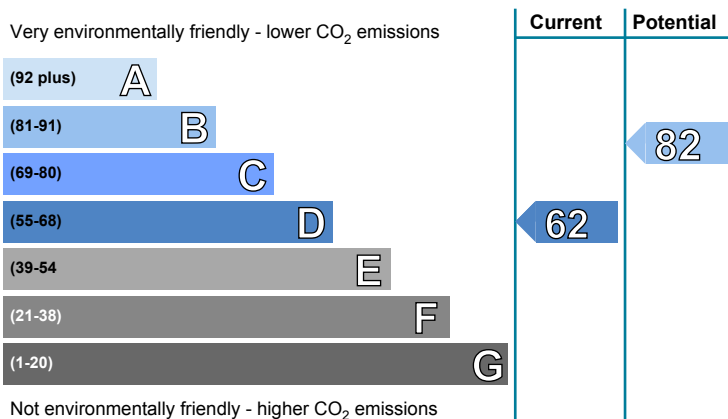 Very environmentally friendly - lower CO2 emissions
Current
Potential
(92 plus) A
(81-91) B
82
(69-80) C
(55-68) D
62
(39-54 E
(21-38) F
(1-20) G
Not environmentally friendly - higher CO2 emissions